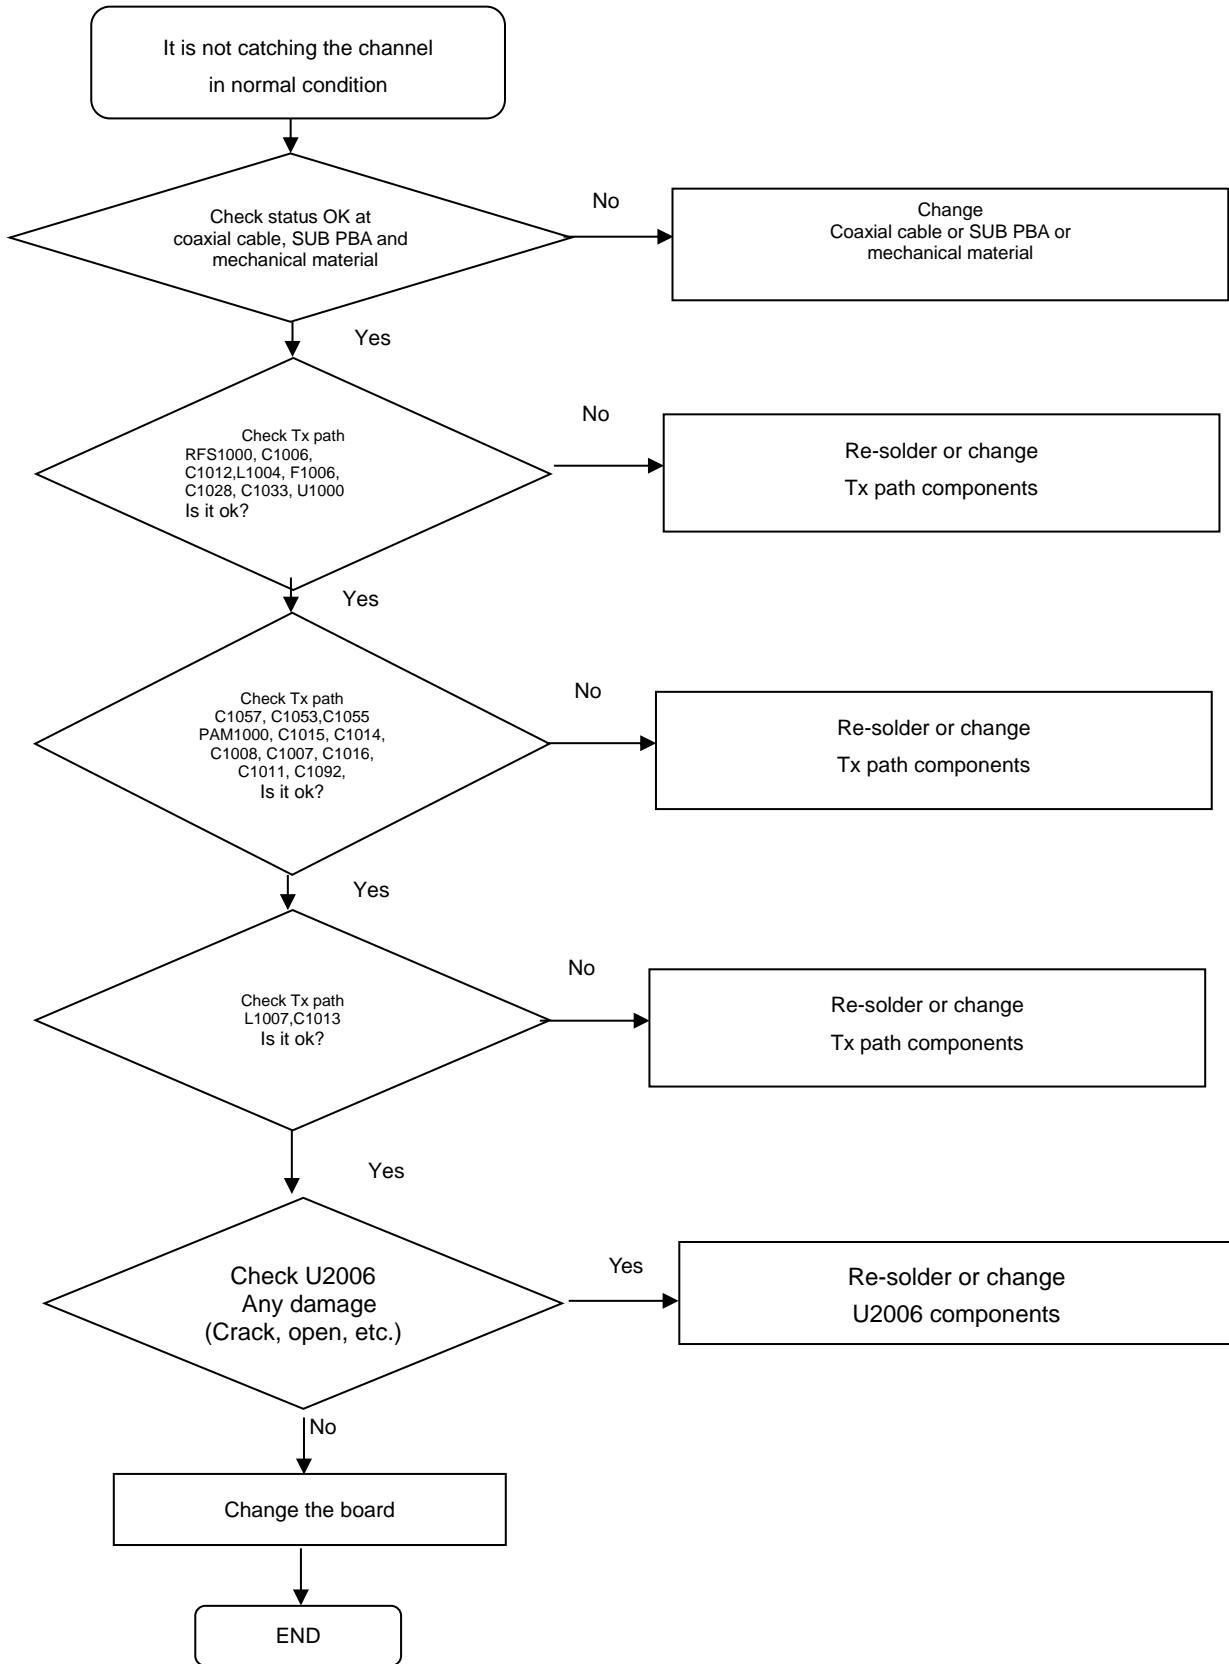 It is not catching the channel
in normal condition
Check status OK at
coaxial cable, SUB PBA and
mechanical material
No
Change
Coaxial cable or SUB PBA or
mechanical material
Yes
Check Tx path
RFS1000, C1006,
C1012,L1004, F1006,
C1028, C1033, U1000
Is it ok?
No
Re-solder or change
Tx path components
Yes
Check Tx path
C1057, C1053,C1055
PAM1000, C1015, C1014,
C1008, C1007, C1016,
C1011, C1092,
Is it ok?
No
Re-solder or change
Tx path components
Yes
Check Tx path
L1007,C1013
Is it ok?
No
Re-solder or change
Tx path components
Yes
Check U2006
Any damage
(Crack, open, etc.)
Yes
Re-solder or change
U2006 components
No
Change the board
END